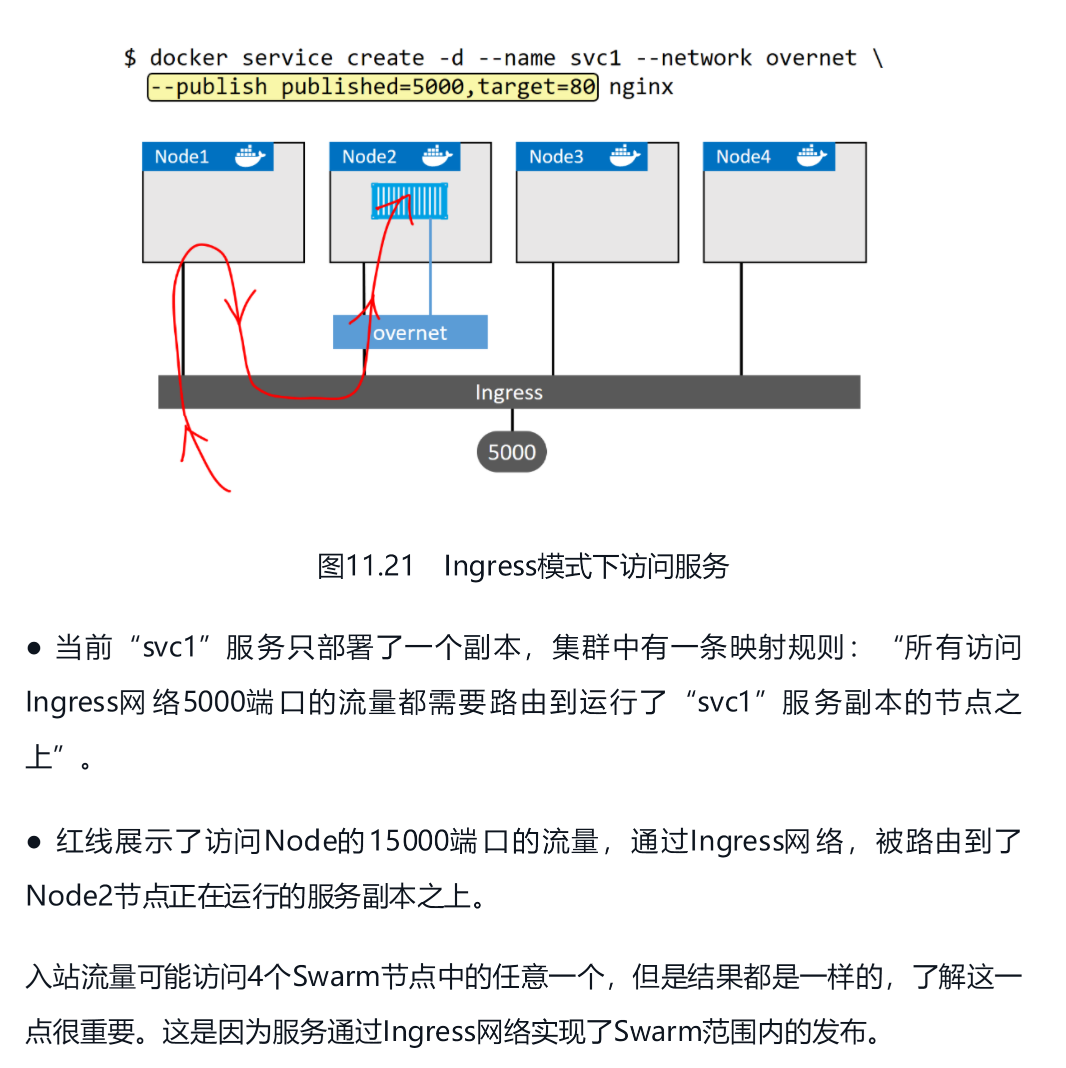 $ docker service create -d --name svc1 --network overnet \
--publish published=5000,target=80 nginx
Node1
Node2
Node3
Node4
overnet
Ingress
5000
图11.21　Ingress模式下访问服务
● 当前“svc1”服务只部署了一个副本，集群中有一条映射规则：“所有访问
Ingress网络5000端口的流量都需要路由到运行了“svc1”服务副本的节点之
上”。
● 红线展示了访问Node的15000端口的流量，通过Ingress网络，被路由到了
Node2节点正在运行的服务副本之上。
入站流量可能访问4个Swarm节点中的任意一个，但是结果都是一样的，了解这一
点很重要。这是因为服务通过Ingress网络实现了Swarm范围内的发布。